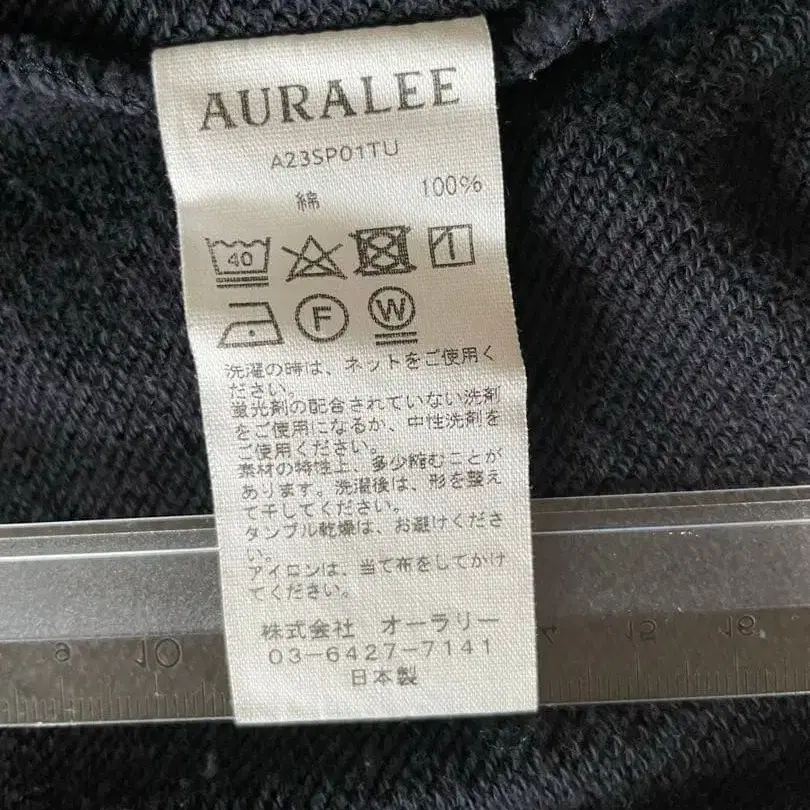 AURALEE
A23SP01TU
綿 100%
40
F W
洗濯の時は、ネットをご使用く
ださい。
蛍光剤の配合されていない洗剤
をご使用になるか、中性洗剤を
ご使用ください。
素材の特性上、多少縮むことが
あります。洗濯後は、形を整え
て干してください。
タンブル乾燥は、お避けくださ
い。
アイロンは、当て布をしてかけ
てください。
株式会社 オーラリー
03-6427-7141
日本製
9 10 4 15 16